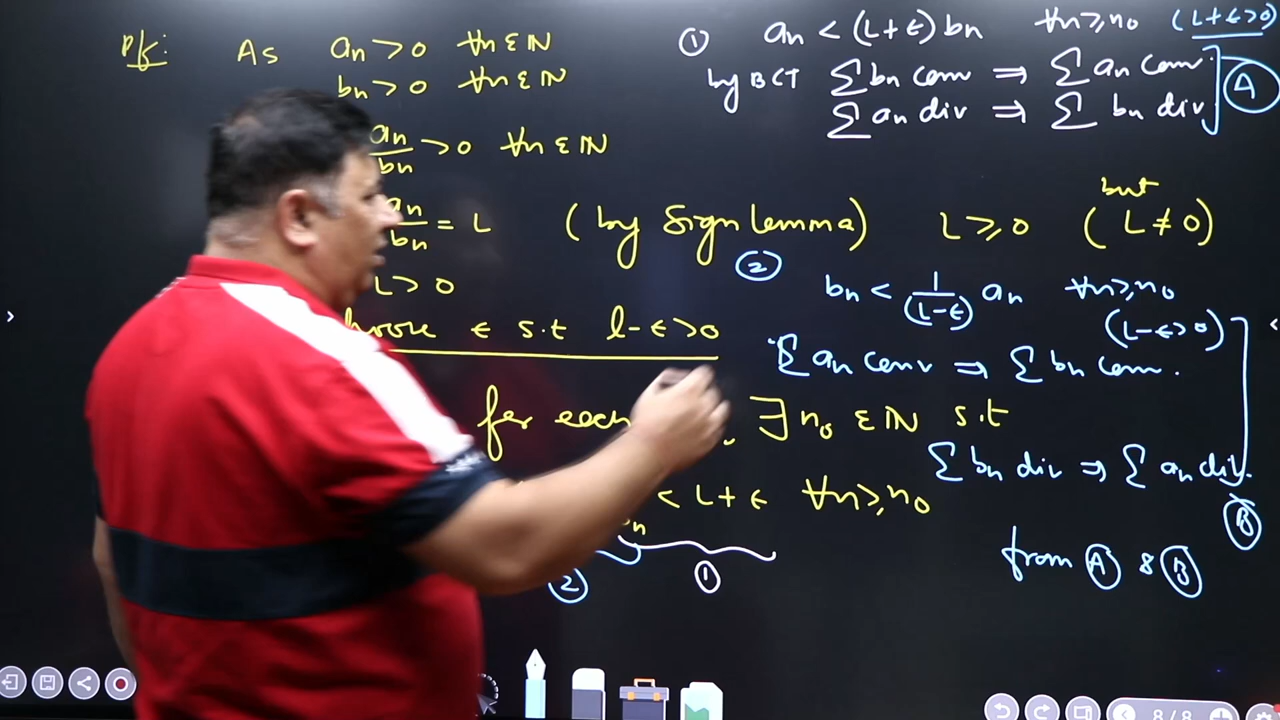 Pf: As an > 0 ∀n ∈ ℕ
bn > 0 ∀n ∈ ℕ
an/bn > 0 ∀n ∈ ℕ
an/bn = L (by Sign Lemma) L ≥ 0 but (L ≠ 0)
L > 0
ϵ s.t l - ϵ > 0
for each ∃ n₀ ∈ ℕ s.t
< L + ϵ ∀n ≥ n₀
② ①
① an < (L + ϵ) bn ∀n ≥ n₀ (L + ϵ > 0)
by BCT ∑ bn conv ⇒ ∑ an conv.
∑ an div ⇒ ∑ bn div Ⓐ
② bn < 1/(L-ϵ) an ∀n ≥ n₀
(L - ϵ > 0)
∑ an conv ⇒ ∑ bn conv.
∑ bn div ⇒ ∑ an div. Ⓑ
from Ⓐ & Ⓑ
8/8